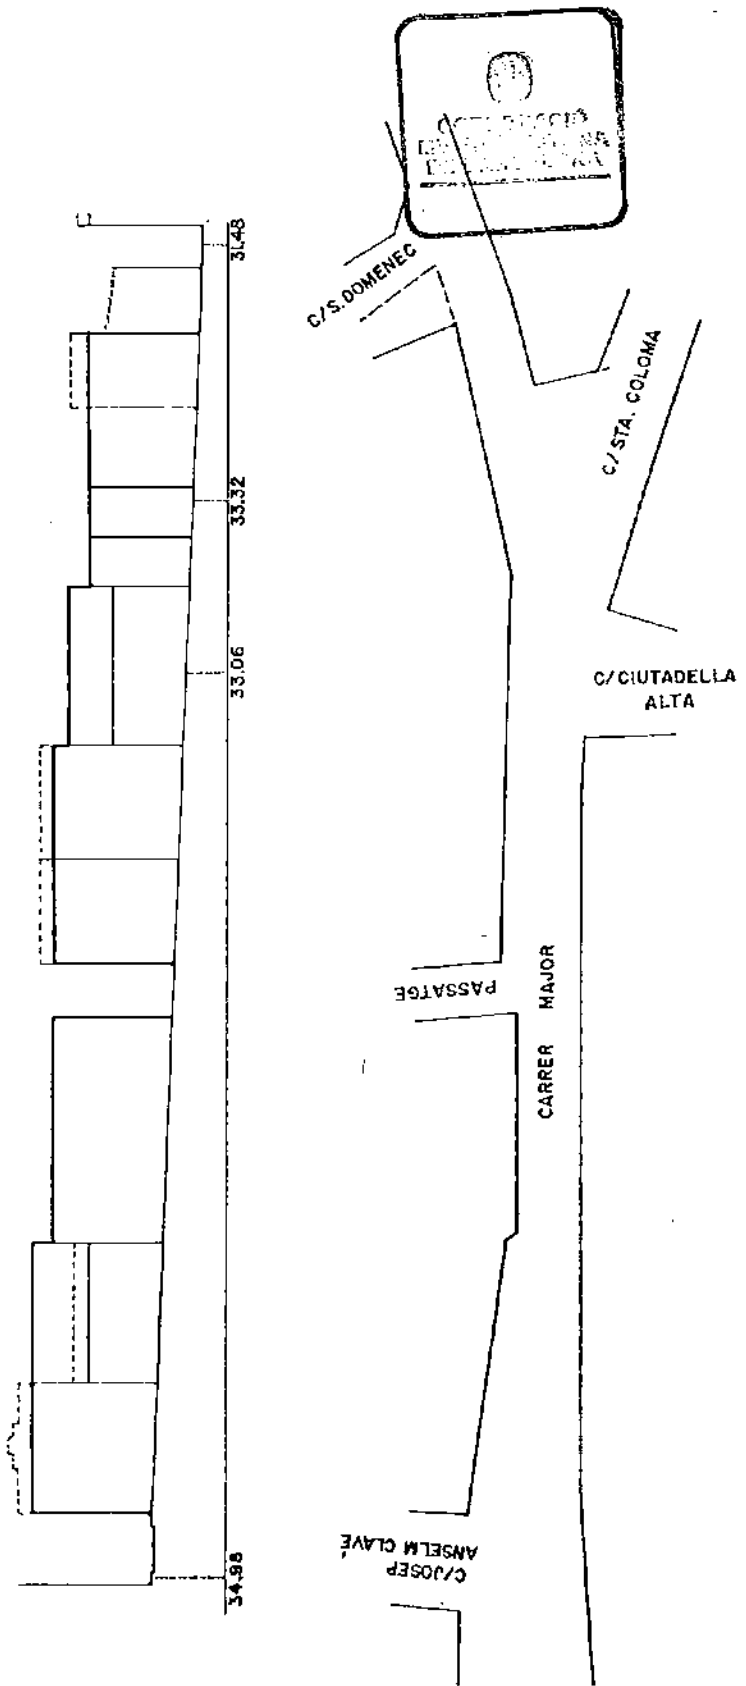 31.48
C/S.DOMENEC
C/STA. COLOMA
33.32
33.06
C/CIUTADELLA
ALTA
PASSATGE
CARRER MAJOR
C/JOSEP
ANSELM CLAVÉ
34.98